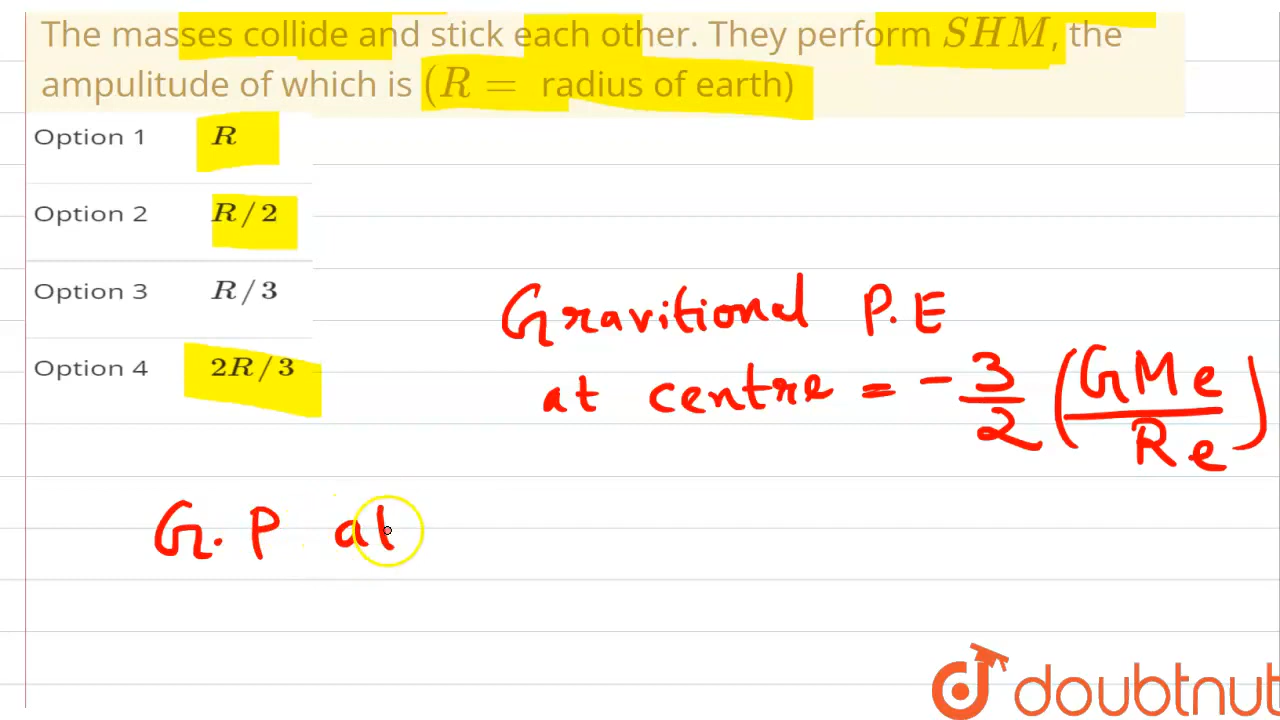 The masses collide and stick each other. They perform SHM, the
ampulitude of which is (R = radius of earth)
Option 1 R
Option 2 R/2
Option 3 R/3
Option 4 2R/3
Gravitional P.E
at centre = - 3/2 (GMe/Re)
G.P at
doubtnut